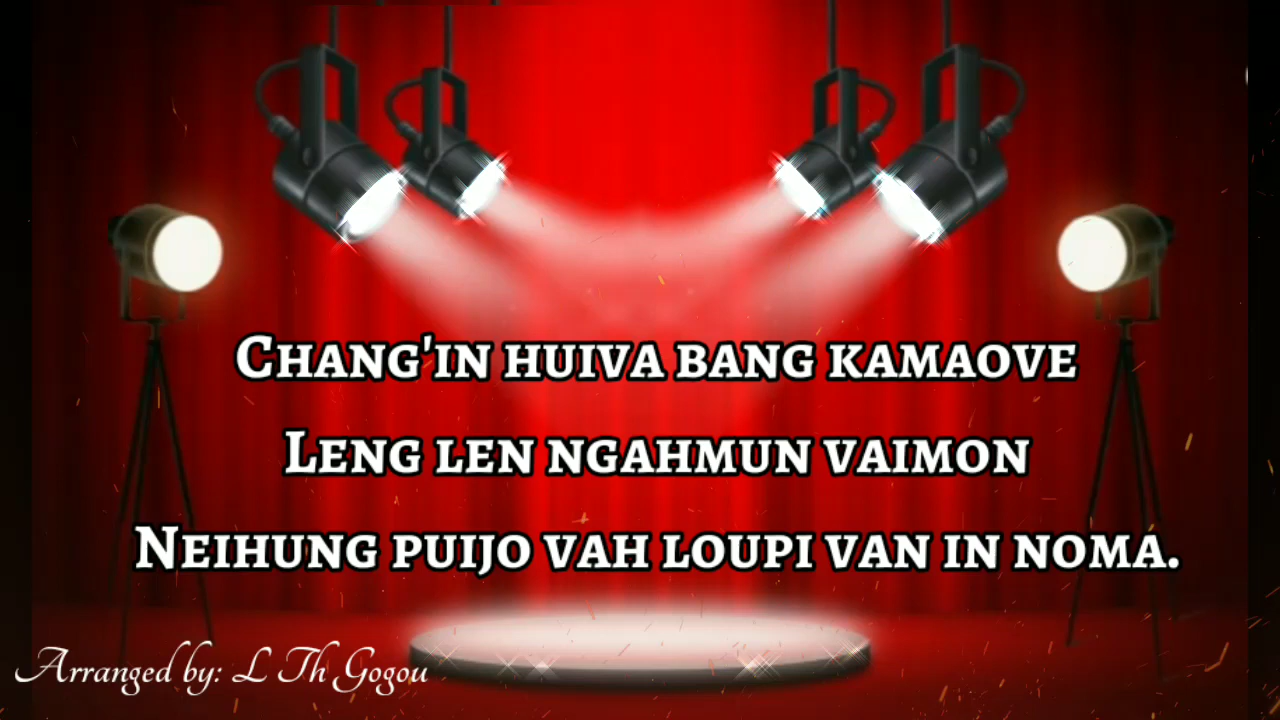 Chang'in huiva bang kamaove
Leng len ngahmun vaimon
Neihung puijo vah loupi van in noma.
Arranged by: L Th Gogou